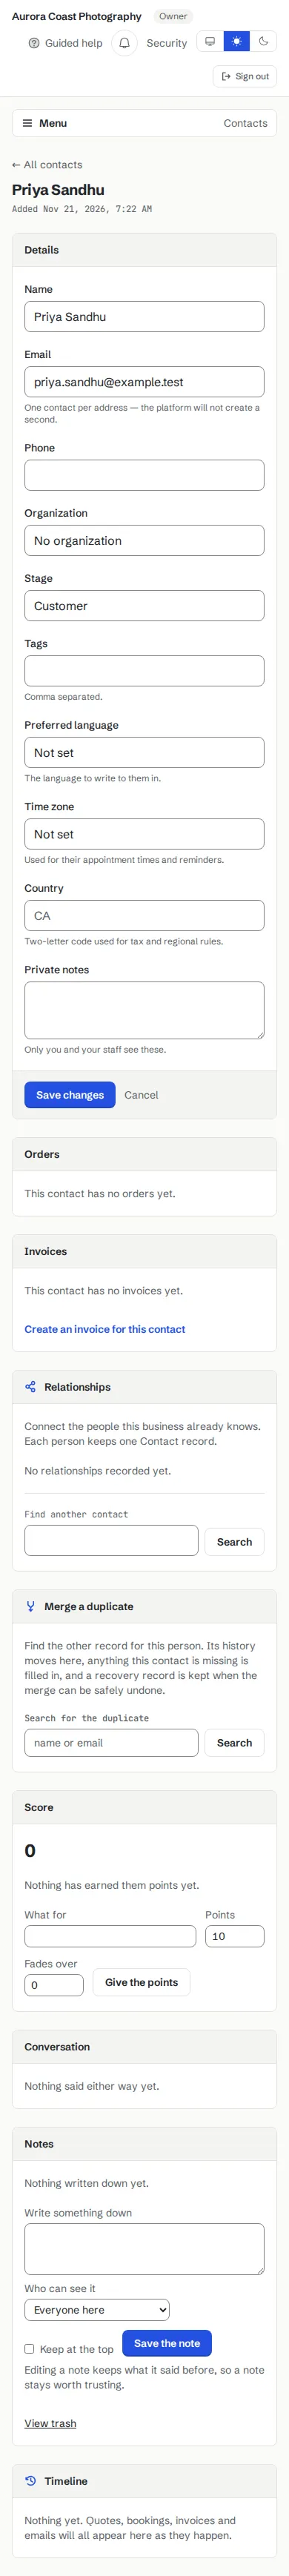 Aurora Coast Photography Owner
Guided help Security
Sign out
Menu Contacts
← All contacts
Priya Sandhu
Added Nov 21, 2026, 7:22 AM
Details
Name
Priya Sandhu
Email
priya.sandhu@example.test
One contact per address — the platform will not create a
second.
Phone
Organization
No organization
Stage
Customer
Tags
Comma separated.
Preferred language
Not set
The language to write to them in.
Time zone
Not set
Used for their appointment times and reminders.
Country
CA
Two-letter code used for tax and regional rules.
Private notes
Only you and your staff see these.
Save changes Cancel
Orders
This contact has no orders yet.
Invoices
This contact has no invoices yet.
Create an invoice for this contact
Relationships
Connect the people this business already knows.
Each person keeps one Contact record.
No relationships recorded yet.
Find another contact
Search
Merge a duplicate
Find the other record for this person. Its history
moves here, anything this contact is missing is
filled in, and a recovery record is kept when the
merge can be safely undone.
Search for the duplicate
name or email Search
Score
0
Nothing has earned them points yet.
What for Points
10
Fades over
0 Give the points
Conversation
Nothing said either way yet.
Notes
Nothing written down yet.
Write something down
Who can see it
Everyone here
Keep at the top Save the note
Editing a note keeps what it said before, so a note
stays worth trusting.
View trash
Timeline
Nothing yet. Quotes, bookings, invoices and
emails will all appear here as they happen.